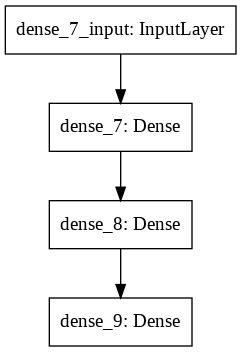 dense_7_input: InputLayer
dense_7: Dense
dense_8: Dense
dense_9: Dense